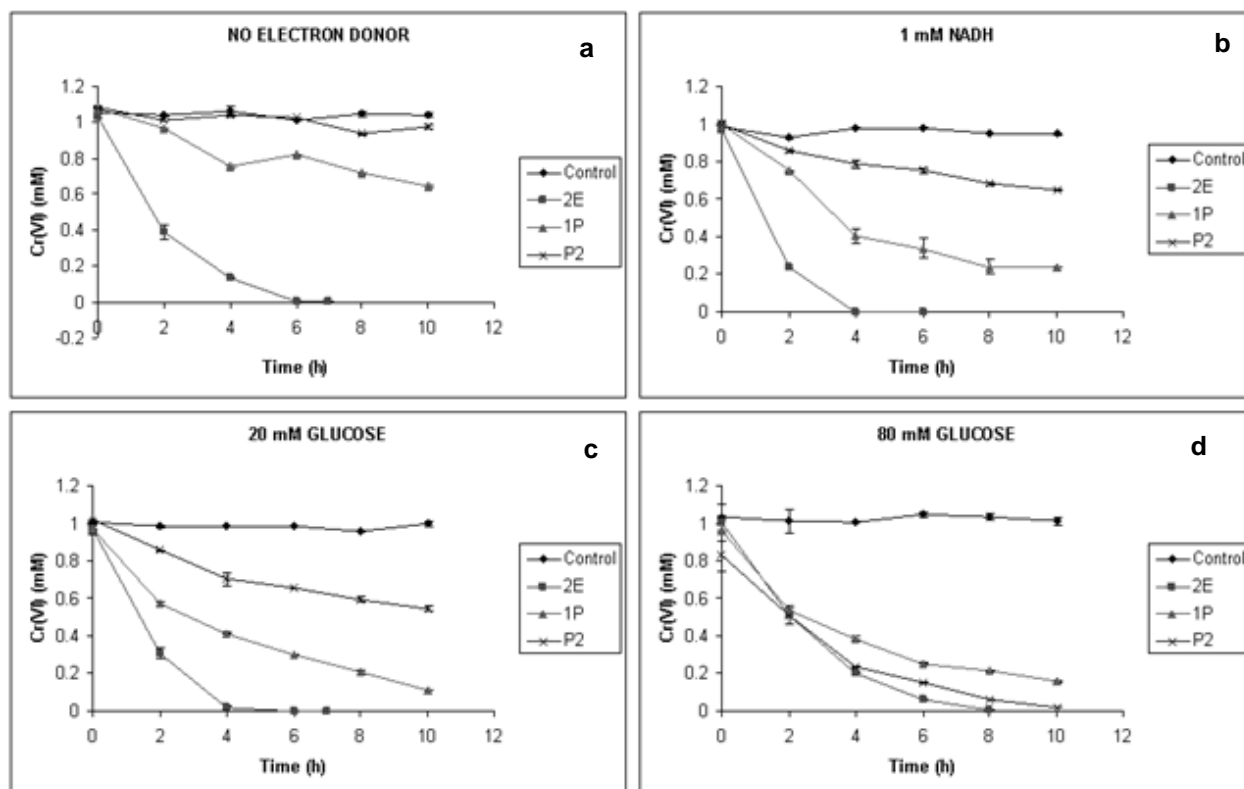 NO ELECTRON DONOR
a
1.2
1
0.8
0.6
0.4
0.2
0
-0.2
Cr(VI) (mM)
0 2 4 6 8 10 12
Time (h)
Control
2E
1P
P2
1 mM NADH
b
1.2
1
0.8
0.6
0.4
0.2
0
Cr(VI) (mM)
0 2 4 6 8 10 12
Time (h)
Control
2E
1P
P2
20 mM GLUCOSE
c
1.2
1
0.8
0.6
0.4
0.2
0
Cr(VI) (mM)
0 2 4 6 8 10 12
Time (h)
Control
2E
1P
P2
80 mM GLUCOSE
d
1.2
1
0.8
0.6
0.4
0.2
0
Cr(VI) (mM)
0 2 4 6 8 10 12
Time (h)
Control
2E
1P
P2